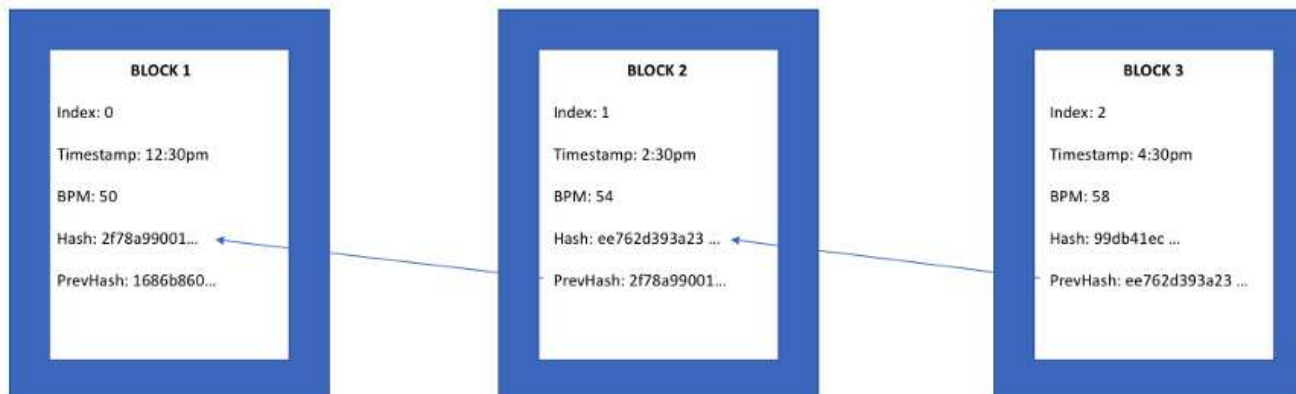 BLOCK 1
Index: 0
Timestamp: 12:30pm
BPM: 50
Hash: 2f78a99001...
PrevHash: 1686b860...
BLOCK 2
Index: 1
Timestamp: 2:30pm
BPM: 54
Hash: ee762d393a23 ...
PrevHash: 2f78a99001...
BLOCK 3
Index: 2
Timestamp: 4:30pm
BPM: 58
Hash: 99db41ec ...
PrevHash: ee762d393a23 ...